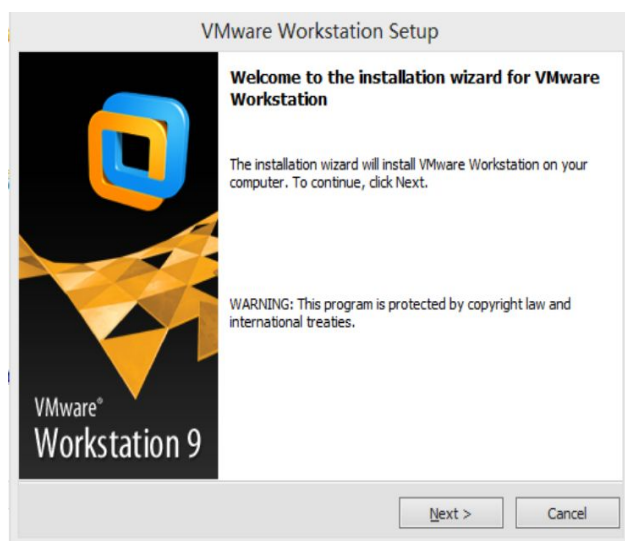 VMware Workstation Setup
Welcome to the installation wizard for VMware
Workstation
The installation wizard will install VMware Workstation on your
computer. To continue, click Next.
WARNING: This program is protected by copyright law and
international treaties.
VMware®
Workstation 9
Next >
Cancel